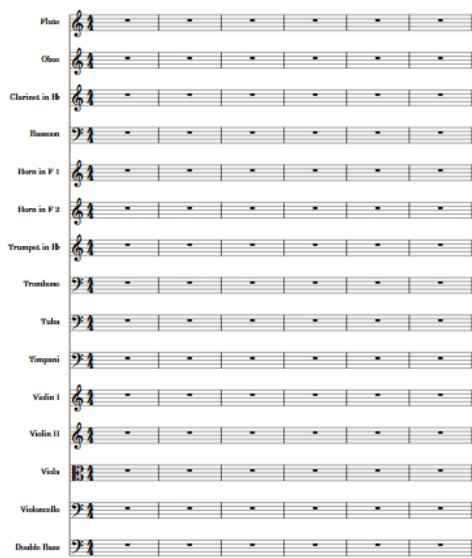 Flute
Oboe
Clarinet in B♭
Bassoon
Horn in F 1
Horn in F 2
Trumpet in B♭
Trombone
Tuba
Timpani
Violin I
Violin II
Viola
Violoncello
Double Bass